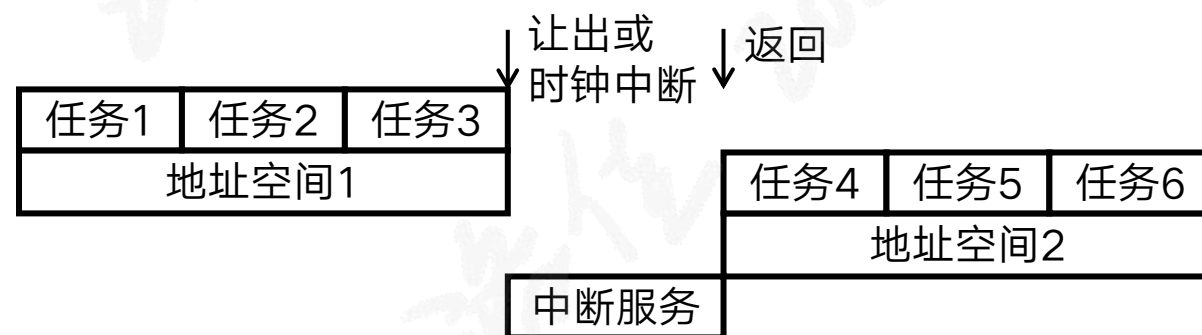 让出或
时钟中断
返回
任务1 任务2 任务3
地址空间1
任务4 任务5 任务6
地址空间2
中断服务